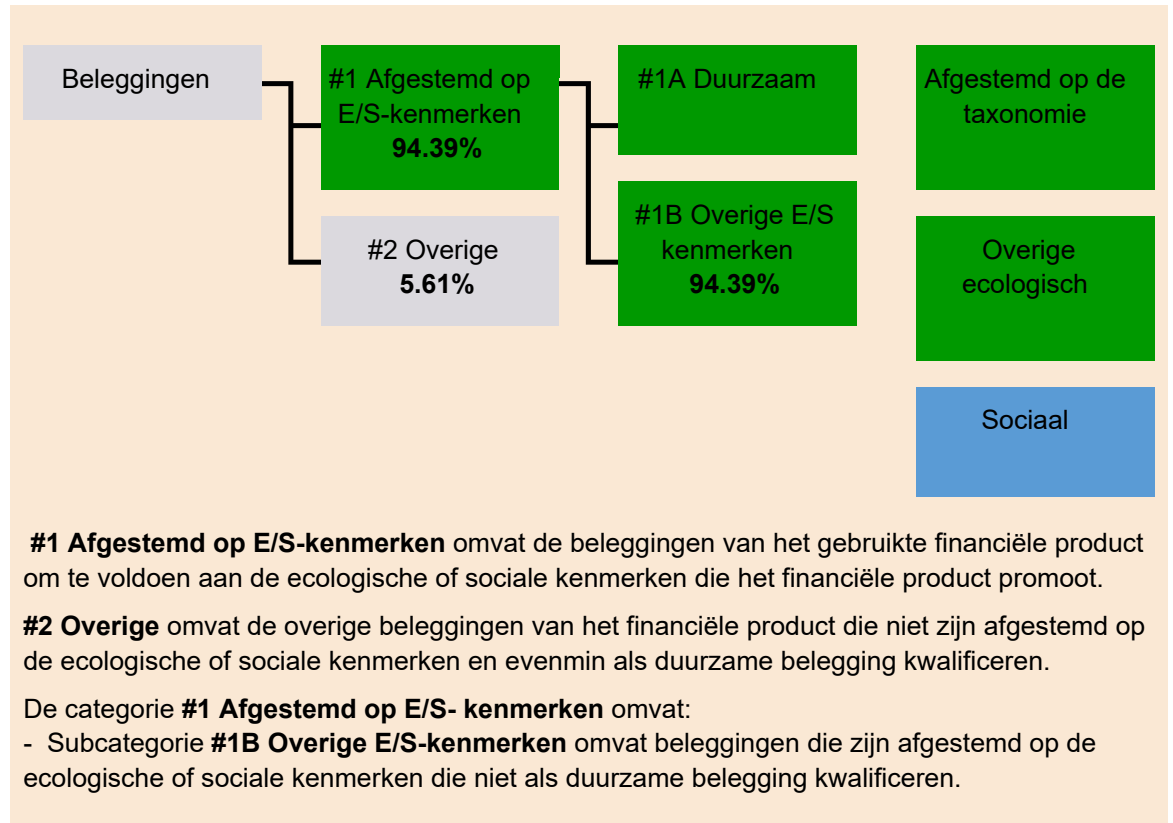 Beleggingen
#1 Afgestemd op
E/S-kenmerken
94.39%
#2 Overige
5.61%
#1A Duurzaam
#1B Overige E/S
kenmerken
94.39%
Afgestemd op de
taxonomie
Overige
ecologisch
Sociaal
#1 Afgestemd op E/S-kenmerken omvat de beleggingen van het gebruikte financiële product
om te voldoen aan de ecologische of sociale kenmerken die het financiële product promoot.
#2 Overige omvat de overige beleggingen van het financiële product die niet zijn afgestemd op
de ecologische of sociale kenmerken en evenmin als duurzame belegging kwalificeren.
De categorie #1 Afgestemd op E/S- kenmerken omvat:
- Subcategorie #1B Overige E/S-kenmerken omvat beleggingen die zijn afgestemd op de
ecologische of sociale kenmerken die niet als duurzame belegging kwalificeren.